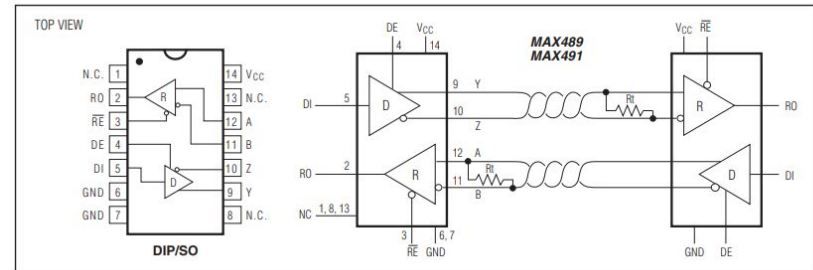 TOP VIEW
N.C. 1
RO 2
RE 3
DE 4
DI 5
GND 6
GND 7
14 VCC
13 N.C.
12 A
11 B
10 Z
9 Y
8 N.C.
R
D
DIP/SO
MAX489
MAX491
DE
4
VCC
14
DI 5
D
9 Y
10
Z
Rt
RO 2
R
12 A
11
B
Rt
NC 1, 8, 13
3
RE
6, 7
GND
VCC RE
R
RO
D
DI
GND DE